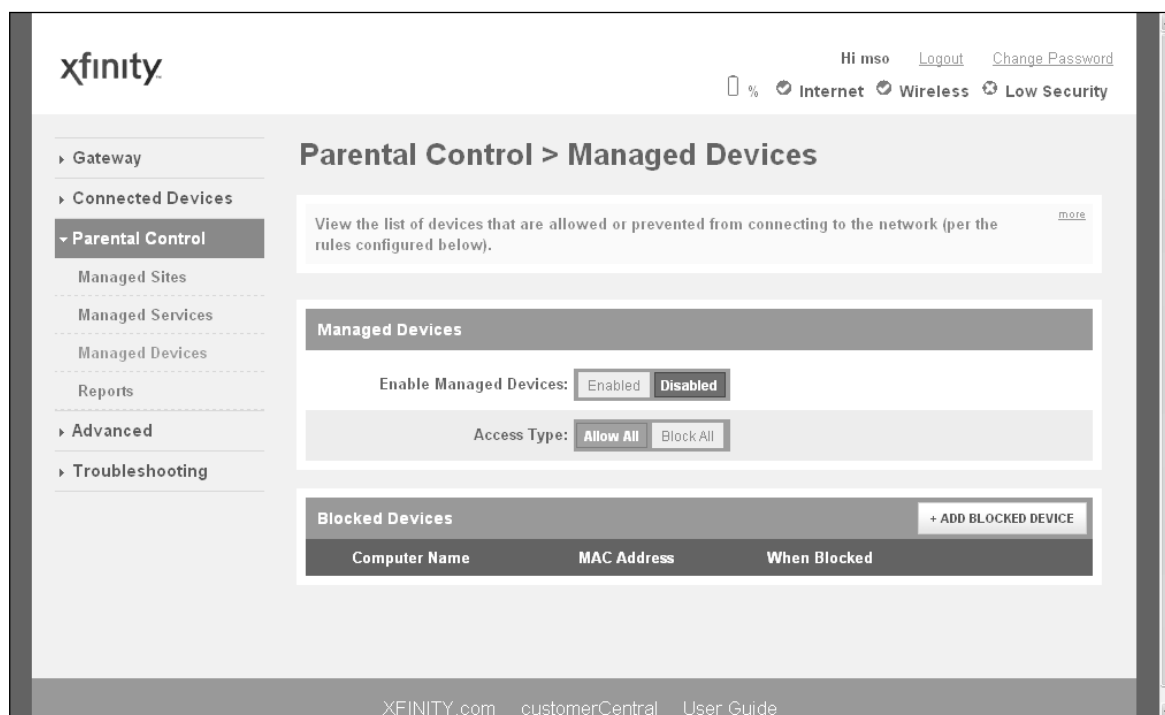 xfinity
Hi mso Logout Change Password
% Internet Wireless Low Security
Gateway
Connected Devices
Parental Control
Managed Sites
Managed Services
Managed Devices
Reports
Advanced
Troubleshooting
Parental Control > Managed Devices
View the list of devices that are allowed or prevented from connecting to the network (per the more
rules configured below).
Managed Devices
Enable Managed Devices: Enabled Disabled
Access Type: Allow All Block All
Blocked Devices + ADD BLOCKED DEVICE
Computer Name MAC Address When Blocked
XFINITY.com customerCentral User Guide